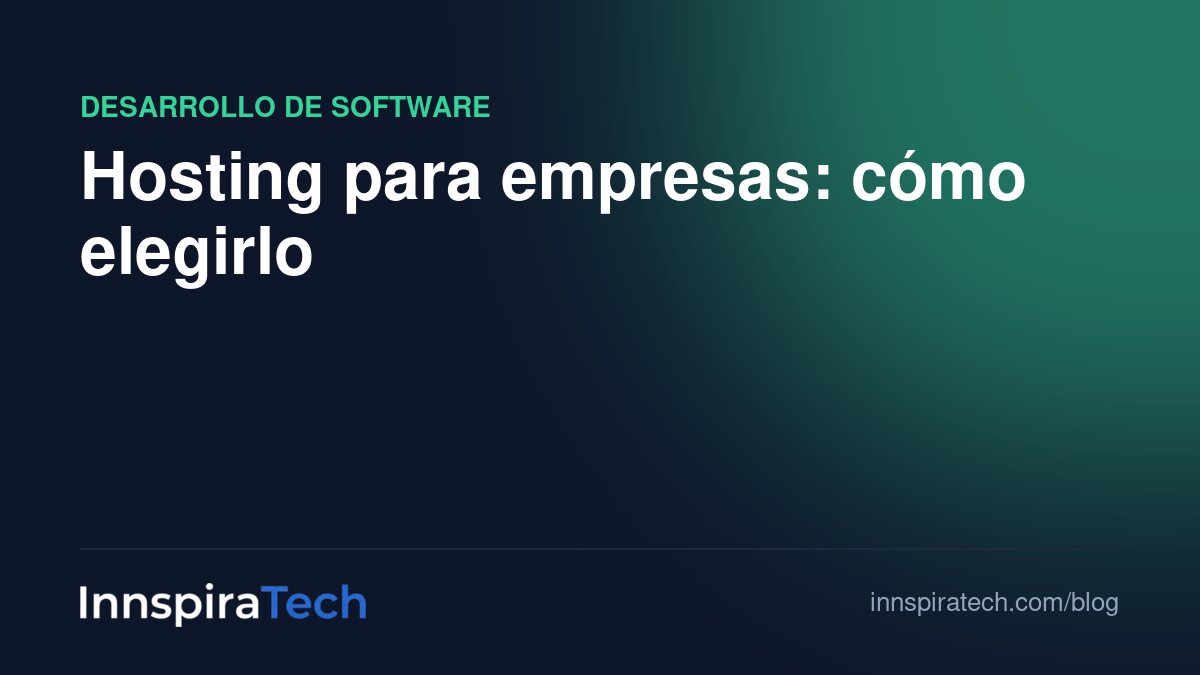 DESARROLLO DE SOFTWARE
Hosting para empresas: cómo
elegirlo
InnspiraTech
innspiratech.com/blog